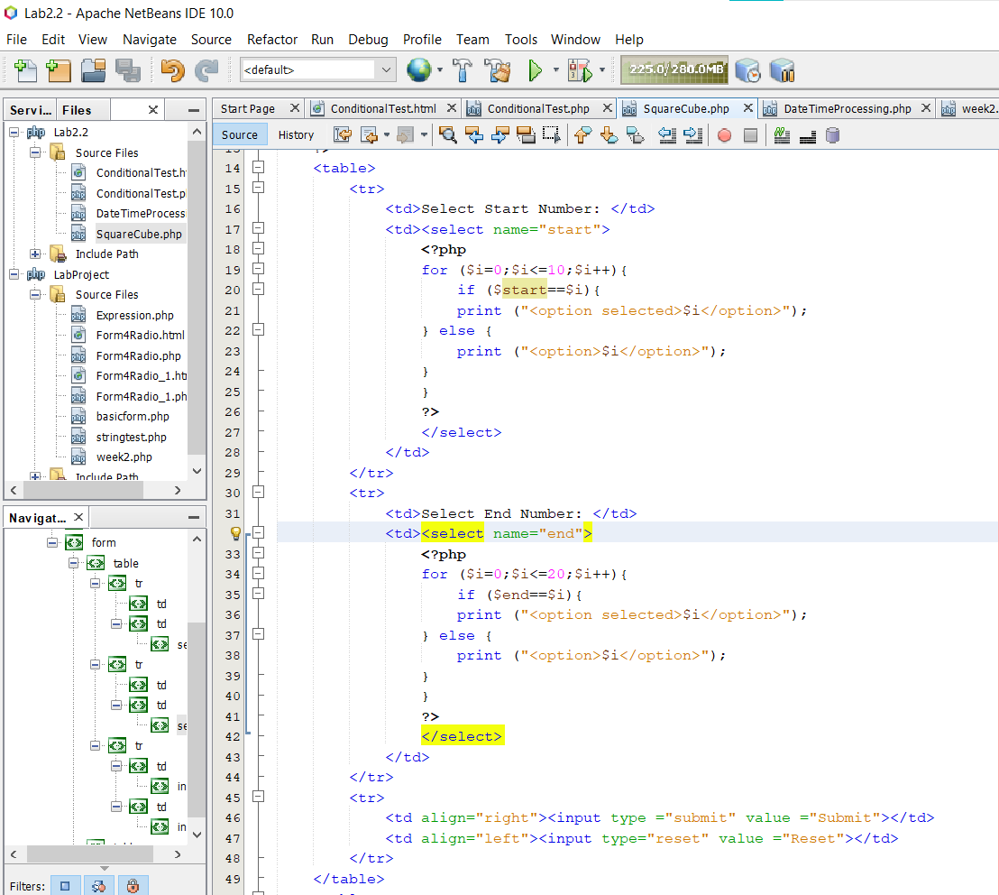 Lab2.2 - Apache NetBeans IDE 10.0
File Edit View Navigate Source Refactor Run Debug Profile Team Tools Window Help
<default>
225.0/280.0MB
Servi... Files
Lab2.2
Source Files
ConditionalTest.ht
ConditionalTest.p
DateTimeProcess
SquareCube.php
Include Path
LabProject
Source Files
Expression.php
Form4Radio.html
Form4Radio.php
Form4Radio_1.ht
Form4Radio_1.ph
basicform.php
stringtest.php
week2.php
Include Path
Navigat...
form
table
tr
td
td
se
tr
td
td
se
tr
td
in
td
in
Filters:
Start Page ConditionalTest.html ConditionalTest.php SquareCube.php DateTimeProcessing.php week2.
Source History
14 <table>
15 <tr>
16 <td>Select Start Number: </td>
17 <td><select name="start">
18 <?php
19 for ($i=0;$i<=10;$i++){
20 if ($start==$i){
21 print ("<option selected>$i</option>");
22 } else {
23 print ("<option>$i</option>");
24 }
25 }
26 ?>
27 </select>
28 </td>
29 </tr>
30 <tr>
31 <td>Select End Number: </td>
<td><select name="end">
33 <?php
34 for ($i=0;$i<=20;$i++){
35 if ($end==$i){
36 print ("<option selected>$i</option>");
37 } else {
38 print ("<option>$i</option>");
39 }
40 }
41 ?>
42 </select>
43 </td>
44 </tr>
45 <tr>
46 <td align="right"><input type ="submit" value ="Submit"></td>
47 <td align="left"><input type="reset" value ="Reset"></td>
48 </tr>
49 </table>